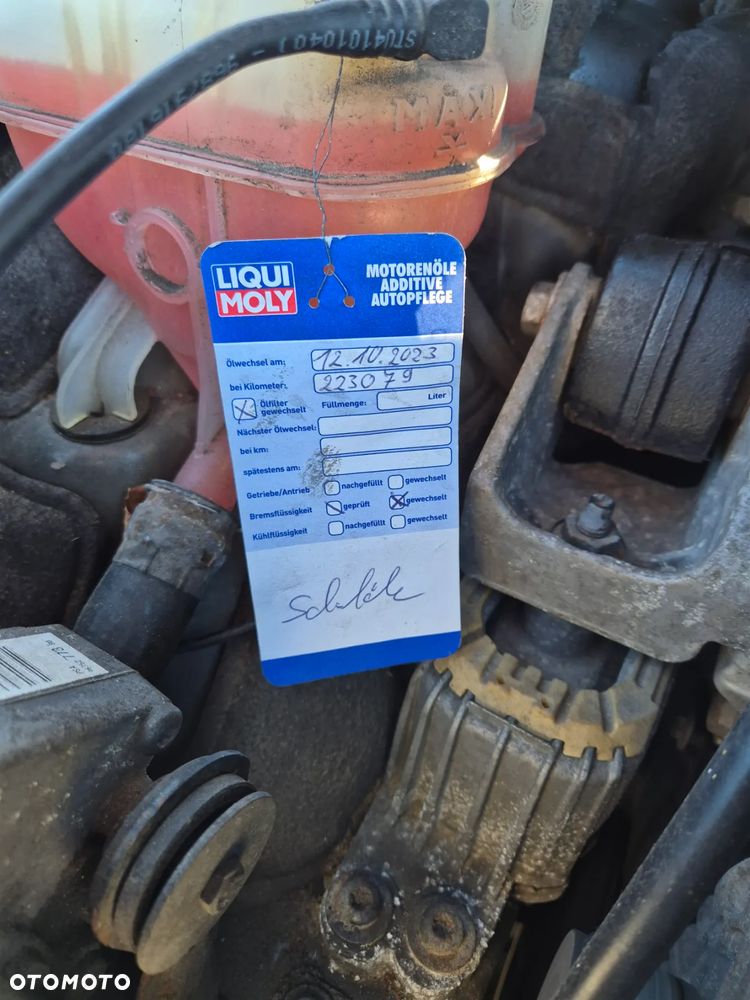 STU4101040
MAX
LIQUI
MOLY
MOTORENÖLE
ADDITIVE
AUTOPFLEGE
Ölwechsel am: 12.10.2023
bei Kilometer: 223079
Ölfilter
gewechselt
Füllmenge: Liter
Nächster Ölwechsel:
bei km:
spätestens am:
Getriebe/Antrieb nachgefüllt gewechselt
Bremsflüssigkeit geprüft gewechselt
Kühlflüssigkeit nachgefüllt gewechselt
OTOMOTO